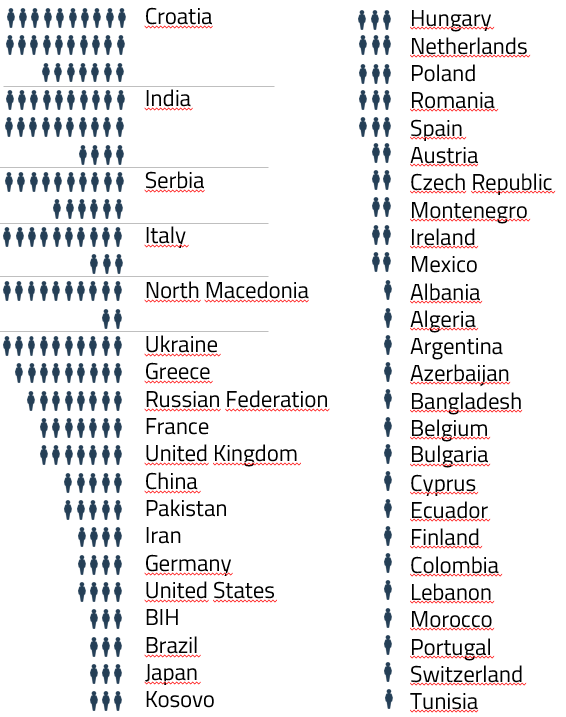 Croatia
India
Serbia
Italy
North Macedonia
Ukraine
Greece
Russian Federation
France
United Kingdom
China
Pakistan
Iran
Germany
United States
BIH
Brazil
Japan
Kosovo
Hungary
Netherlands
Poland
Romania
Spain
Austria
Czech Republic
Montenegro
Ireland
Mexico
Albania
Algeria
Argentina
Azerbaijan
Bangladesh
Belgium
Bulgaria
Cyprus
Ecuador
Finland
Colombia
Lebanon
Morocco
Portugal
Switzerland
Tunisia